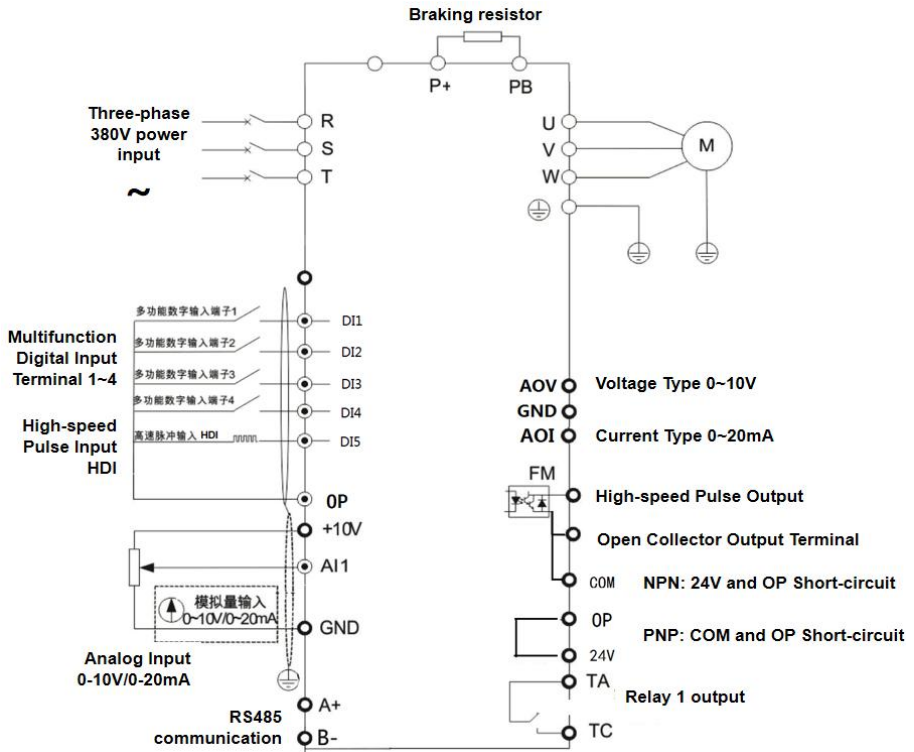 Braking resistor
P+
PB
Three-phase
380V power
input
~
R
S
T
U
V
W
M
多功能数字输入端子1
多功能数字输入端子2
多功能数字输入端子3
多功能数字输入端子4
高速脉冲输入 HDI
Multifunction
Digital Input
Terminal 1~4
High-speed
Pulse Input
HDI
DI1
DI2
DI3
DI4
DI5
OP
+10V
AI1
模拟量输入
0~10V/0~20mA
GND
Analog Input
0-10V/0-20mA
A+
B-
RS485
communication
AOV
Voltage Type 0~10V
GND
AOI
Current Type 0~20mA
FM
High-speed Pulse Output
Open Collector Output Terminal
COM
NPN: 24V and OP Short-circuit
OP
PNP: COM and OP Short-circuit
24V
TA
Relay 1 output
TC